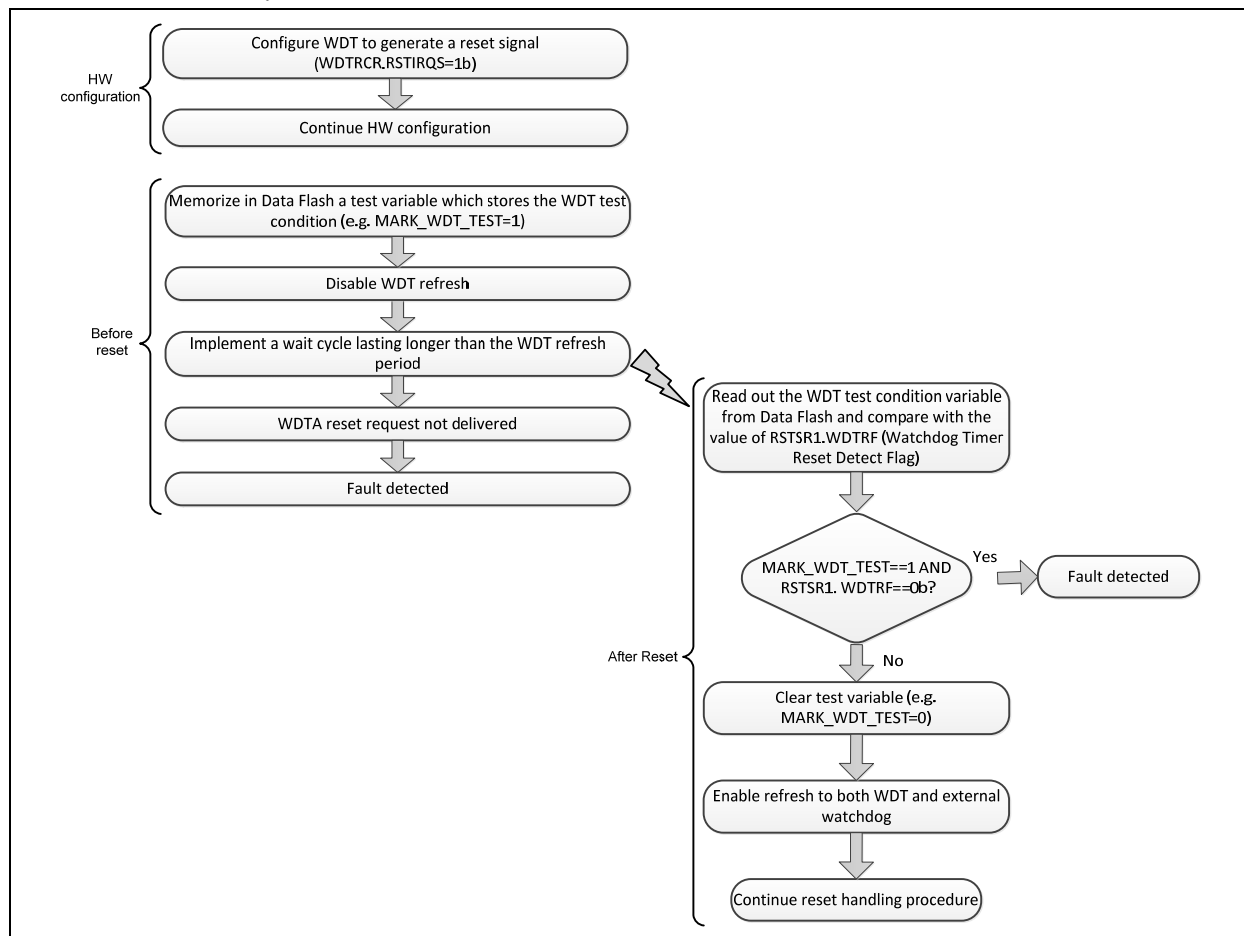 Configure WDT to generate a reset signal
(WDTRCR.RSTIRQS=1b)
HW
configuration
Continue HW configuration
Memorize in Data Flash a test variable which stores the WDT test
condition (e.g. MARK_WDT_TEST=1)
Disable WDT refresh
Before
reset
Implement a wait cycle lasting longer than the WDT refresh
period
WDTA reset request not delivered
Fault detected
After Reset
Read out the WDT test condition variable
from Data Flash and compare with the
value of RSTSR1.WDTRF (Watchdog Timer
Reset Detect Flag)
MARK_WDT_TEST==1 AND
RSTSR1. WDTRF==0b?
Yes
Fault detected
No
Clear test variable (e.g.
MARK_WDT_TEST=0)
Enable refresh to both WDT and external
watchdog
Continue reset handling procedure